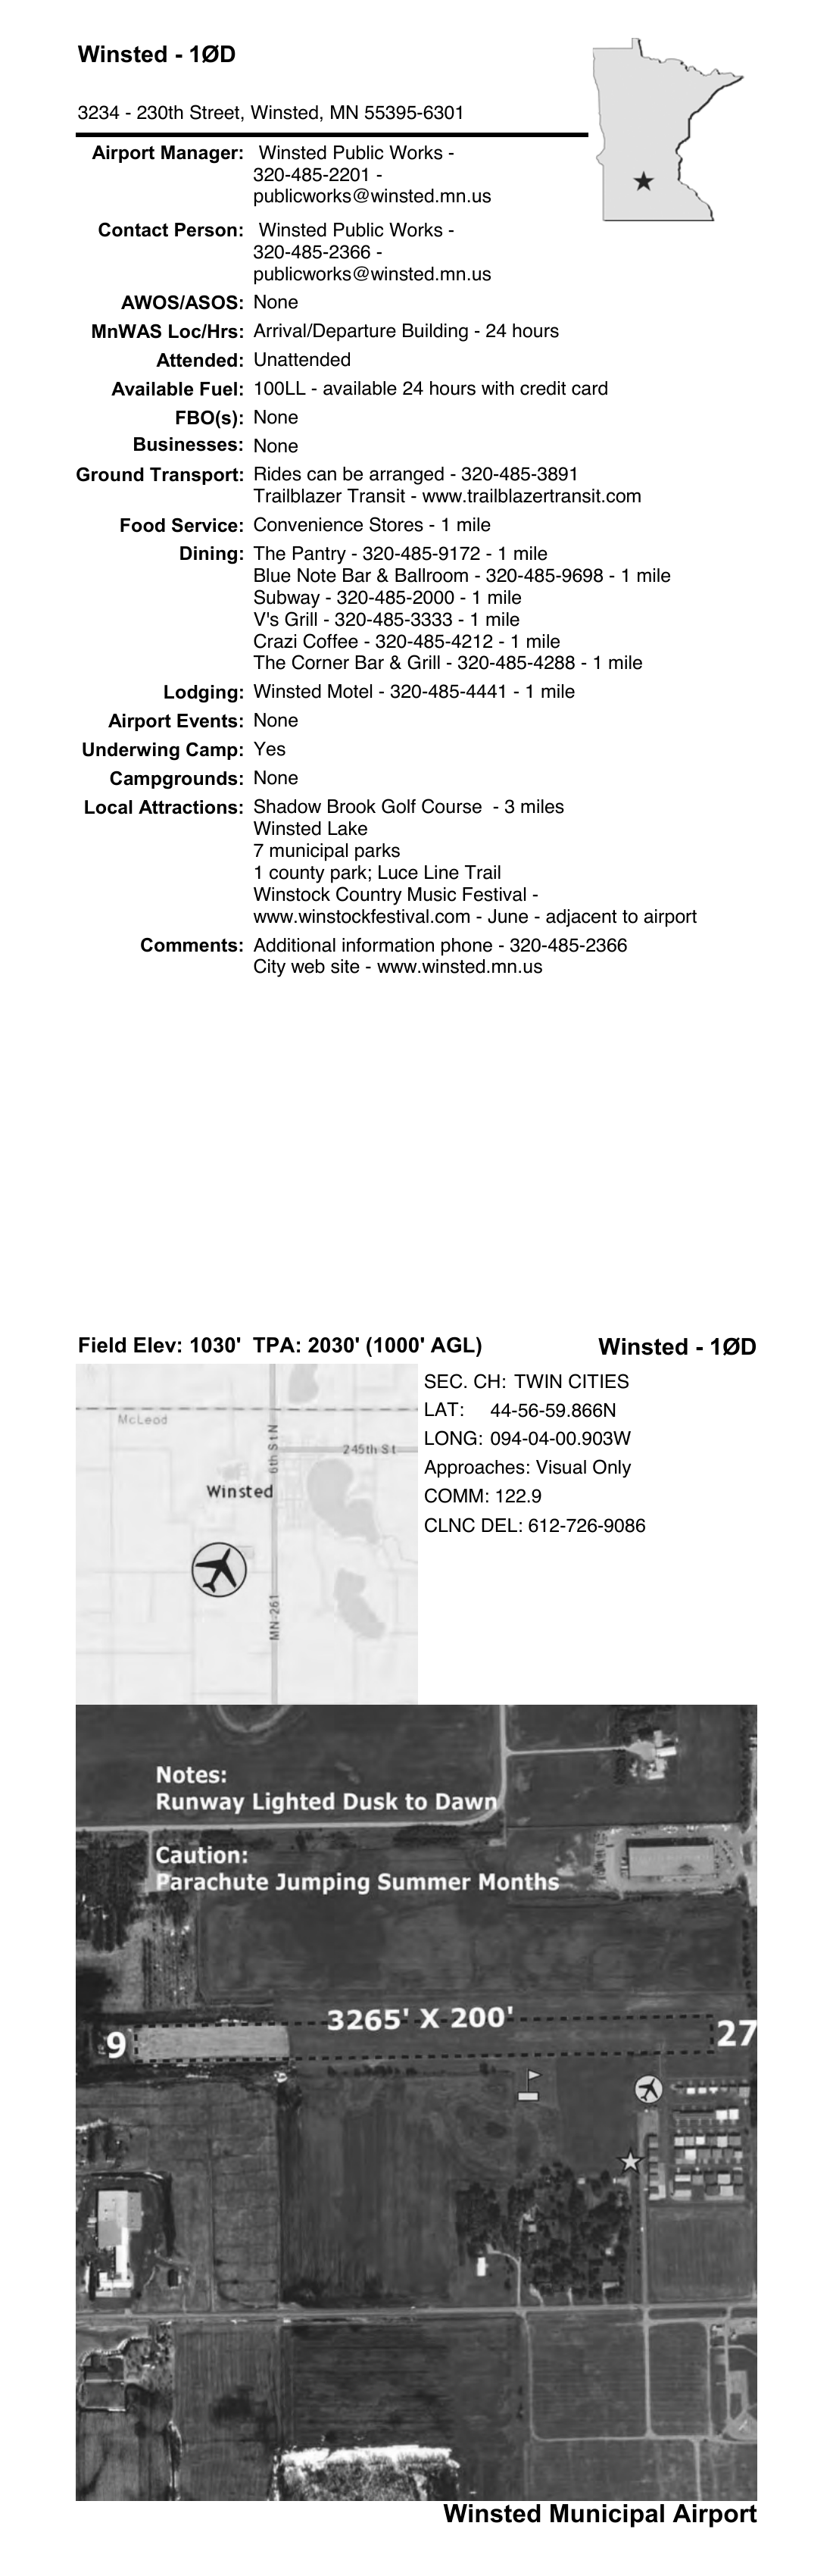 Winsted - 1ØD
3234 - 230th Street, Winsted, MN 55395-6301
Airport Manager: Winsted Public Works -
320-485-2201 -
publicworks@winsted.mn.us
Contact Person: Winsted Public Works -
320-485-2366 -
publicworks@winsted.mn.us
AWOS/ASOS: None
MnWAS Loc/Hrs: Arrival/Departure Building - 24 hours
Attended: Unattended
Available Fuel: 100LL - available 24 hours with credit card
FBO(s): None
Businesses: None
Ground Transport: Rides can be arranged - 320-485-3891
Trailblazer Transit - www.trailblazertransit.com
Food Service: Convenience Stores - 1 mile
Dining: The Pantry - 320-485-9172 - 1 mile
Blue Note Bar & Ballroom - 320-485-9698 - 1 mile
Subway - 320-485-2000 - 1 mile
V's Grill - 320-485-3333 - 1 mile
Crazi Coffee - 320-485-4212 - 1 mile
The Corner Bar & Grill - 320-485-4288 - 1 mile
Lodging: Winsted Motel - 320-485-4441 - 1 mile
Airport Events: None
Underwing Camp: Yes
Campgrounds: None
Local Attractions: Shadow Brook Golf Course - 3 miles
Winsted Lake
7 municipal parks
1 county park; Luce Line Trail
Winstock Country Music Festival -
www.winstockfestival.com - June - adjacent to airport
Comments: Additional information phone - 320-485-2366
City web site - www.winsted.mn.us
Field Elev: 1030' TPA: 2030' (1000' AGL)
Winsted - 1ØD
McLeod
6th St N
245th St
Winsted
MN-261
SEC. CH: TWIN CITIES
LAT: 44-56-59.866N
LONG: 094-04-00.903W
Approaches: Visual Only
COMM: 122.9
CLNC DEL: 612-726-9086
Notes:
Runway Lighted Dusk to Dawn
Caution:
Parachute Jumping Summer Months
3265' X 200'
9
27
Winsted Municipal Airport